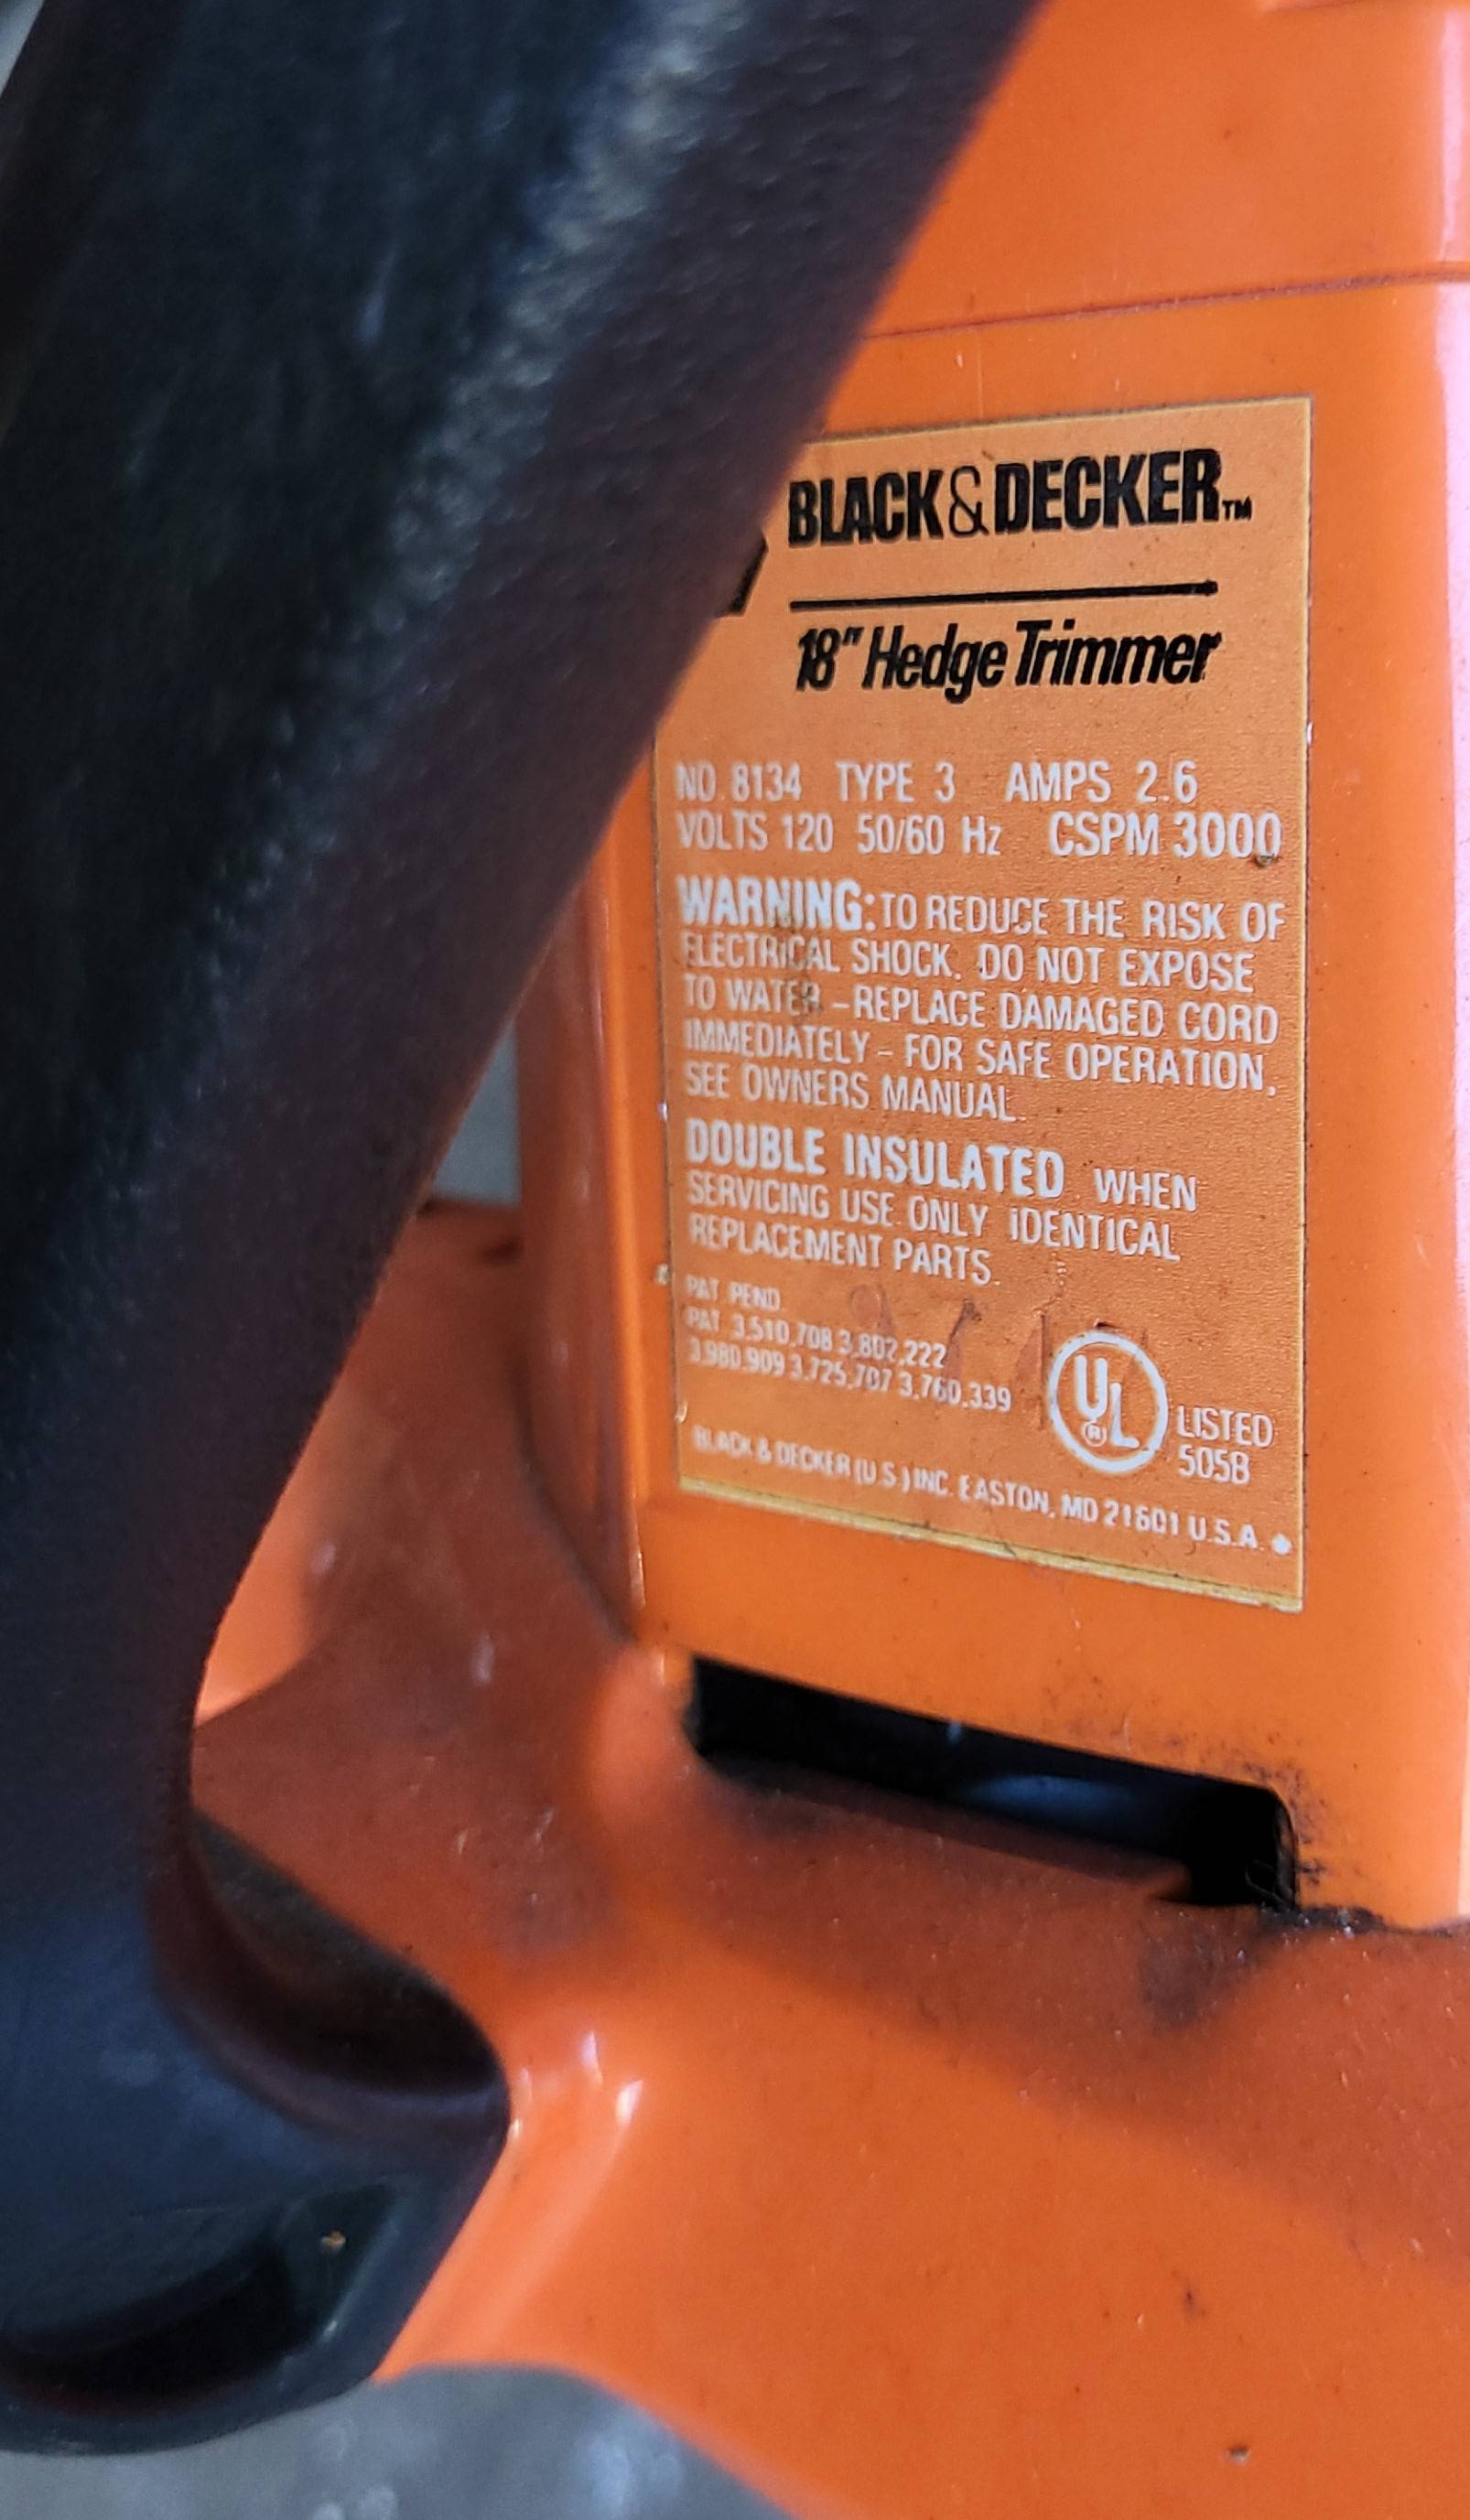 BLACK&DECKER™
18" Hedge Trimmer
NO. 8134 TYPE 3 AMPS 2.6
VOLTS 120 50/60 Hz CSPM 3000
WARNING: TO REDUCE THE RISK OF
ELECTRICAL SHOCK, DO NOT EXPOSE
TO WATER – REPLACE DAMAGED CORD
IMMEDIATELY – FOR SAFE OPERATION,
SEE OWNERS MANUAL.
DOUBLE INSULATED WHEN
SERVICING USE ONLY IDENTICAL
REPLACEMENT PARTS.
PAT. PEND.
PAT. 3,510,708 3,802,222
3,980,909 3,725,707 3,760,339
UL®
LISTED
505B
BLACK & DECKER (U.S.) INC. EASTON, MD 21601 U.S.A.